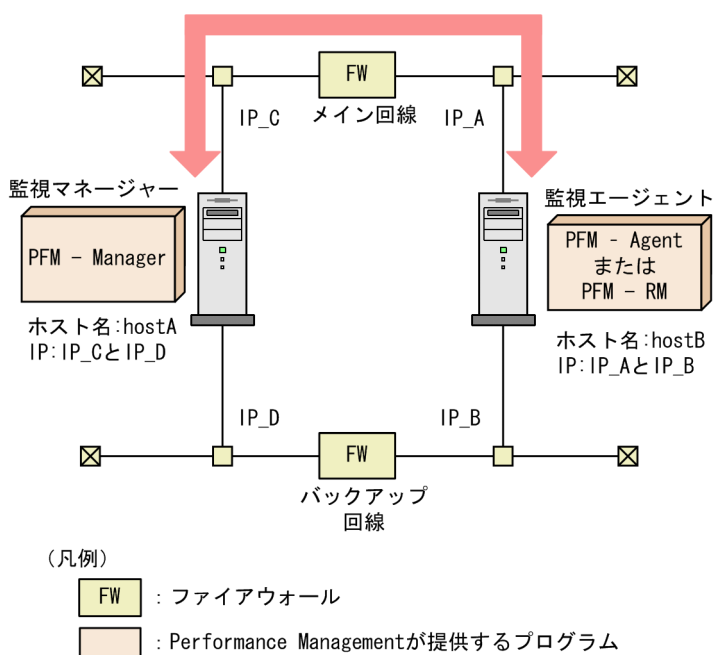 FW
メイン回線
IP_C
IP_A
監視マネージャー
PFM － Manager
ホスト名:hostA
IP:IP_CとIP_D
監視エージェント
PFM - Agent
または
PFM － RM
ホスト名:hostB
IP:IP_AとIP_B
IP_D
IP_B
FW
バックアップ
回線
(凡例)
FW :ファイアウォール
:Performance Managementが提供するプログラム